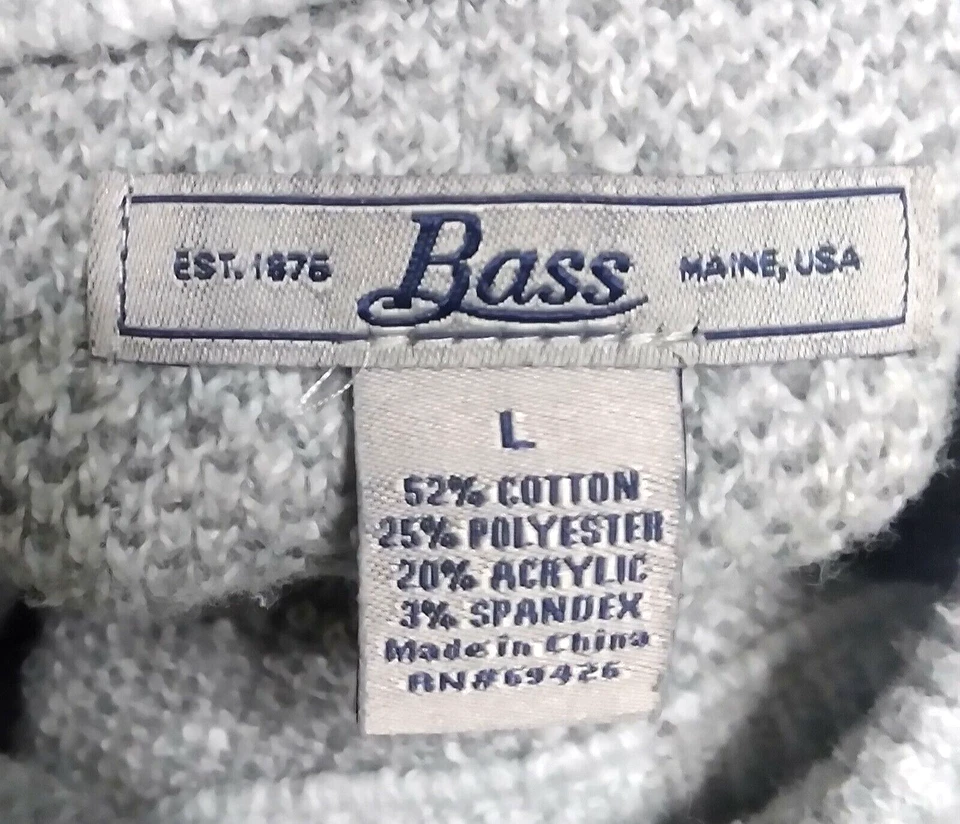 EST. 1876 Bass MAINE, USA
L
52% COTTON
25% POLYESTER
20% ACRYLIC
3% SPANDEX
Made in China
RN#69426